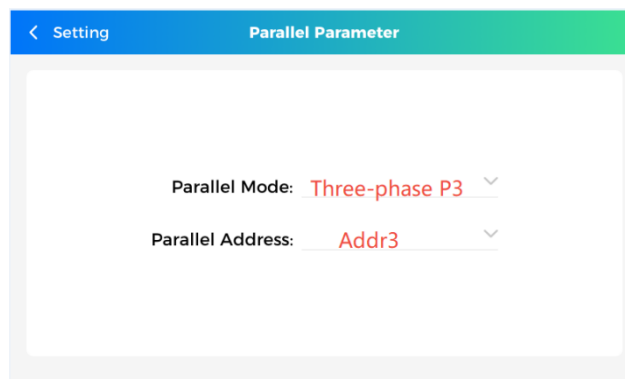 Setting
Parallel Parameter
Parallel Mode: Three-phase P3
Parallel Address: Addr3